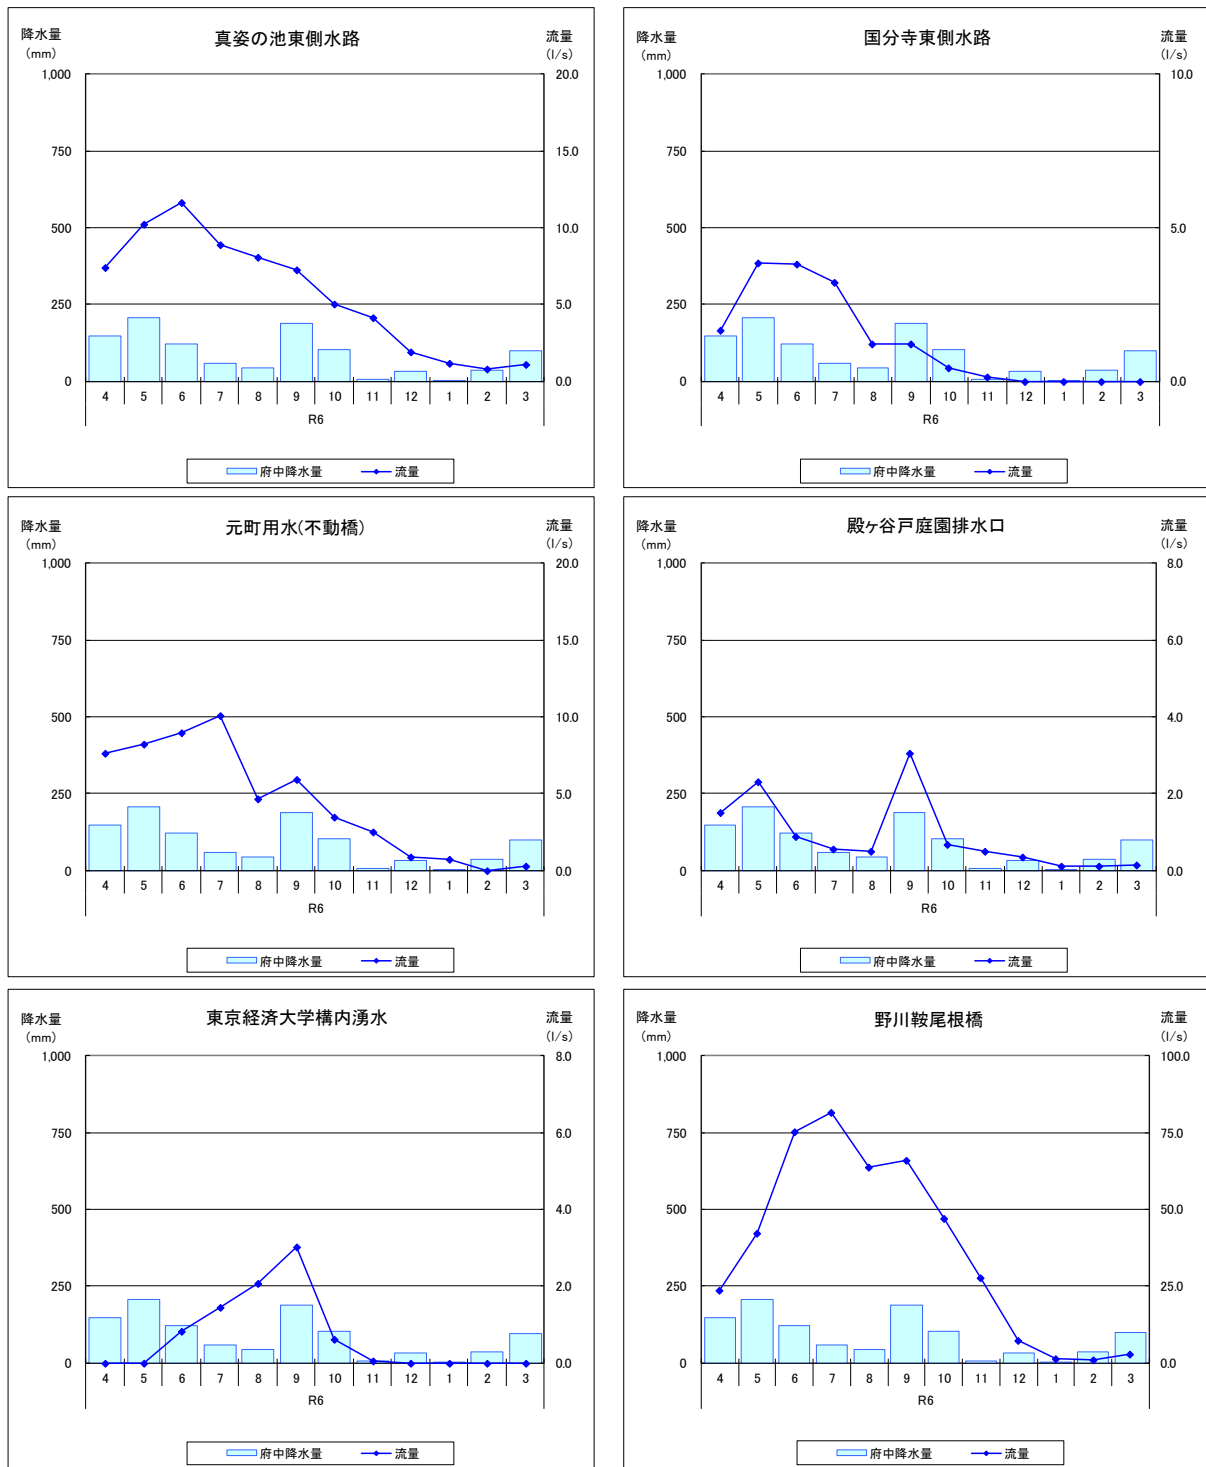 真姿の池東側水路
降水量
(mm)
流量
(l/s)
1,000
750
500
250
0
20.0
15.0
10.0
5.0
0.0
4 5 6 7 8 9 10 11 12 1 2 3
R6
府中降水量 流量
国分寺東側水路
降水量
(mm)
流量
(l/s)
1,000
750
500
250
0
10.0
5.0
0.0
4 5 6 7 8 9 10 11 12 1 2 3
R6
府中降水量 流量
元町用水(不動橋)
降水量
(mm)
流量
(l/s)
1,000
750
500
250
0
20.0
15.0
10.0
5.0
0.0
4 5 6 7 8 9 10 11 12 1 2 3
R6
府中降水量 流量
殿ヶ谷戸庭園排水口
降水量
(mm)
流量
(l/s)
1,000
750
500
250
0
8.0
6.0
4.0
2.0
0.0
4 5 6 7 8 9 10 11 12 1 2 3
R6
府中降水量 流量
東京経済大学構内湧水
降水量
(mm)
流量
(l/s)
1,000
750
500
250
0
8.0
6.0
4.0
2.0
0.0
4 5 6 7 8 9 10 11 12 1 2 3
R6
府中降水量 流量
野川鞍尾根橋
降水量
(mm)
流量
(l/s)
1,000
750
500
250
0
100.0
75.0
50.0
25.0
0.0
4 5 6 7 8 9 10 11 12 1 2 3
R6
府中降水量 流量